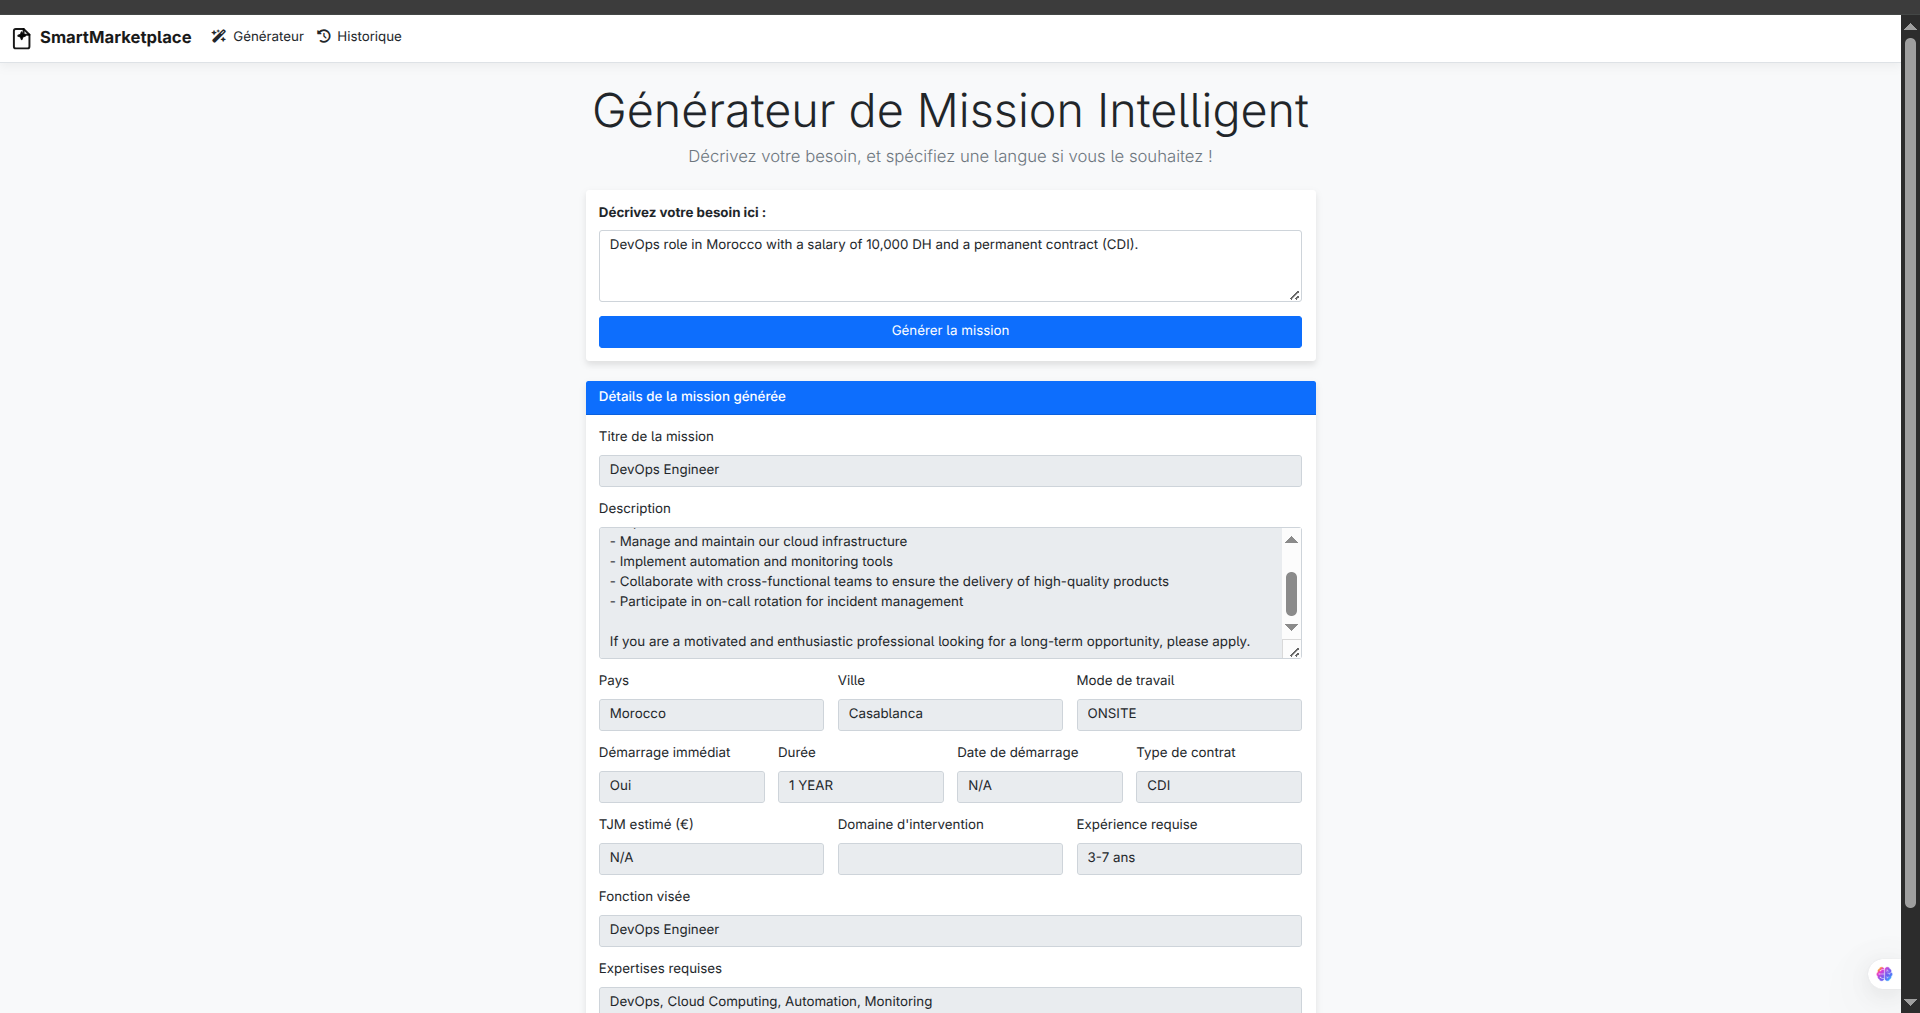 SmartMarketplace
Générateur
Historique
Générateur de Mission Intelligent
Décrivez votre besoin, et spécifiez une langue si vous le souhaitez !
Décrivez votre besoin ici :
DevOps role in Morocco with a salary of 10,000 DH and a permanent contract (CDI).
Générer la mission
Détails de la mission générée
Titre de la mission
DevOps Engineer
Description
- Manage and maintain our cloud infrastructure
- Implement automation and monitoring tools
- Collaborate with cross-functional teams to ensure the delivery of high-quality products
- Participate in on-call rotation for incident management
If you are a motivated and enthusiastic professional looking for a long-term opportunity, please apply.
Pays
Ville
Mode de travail
Morocco
Casablanca
ONSITE
Démarrage immédiat
Durée
Date de démarrage
Type de contrat
Oui
1 YEAR
N/A
CDI
TJM estimé (€)
Domaine d'intervention
Expérience requise
N/A
3-7 ans
Fonction visée
DevOps Engineer
Expertises requises
DevOps, Cloud Computing, Automation, Monitoring